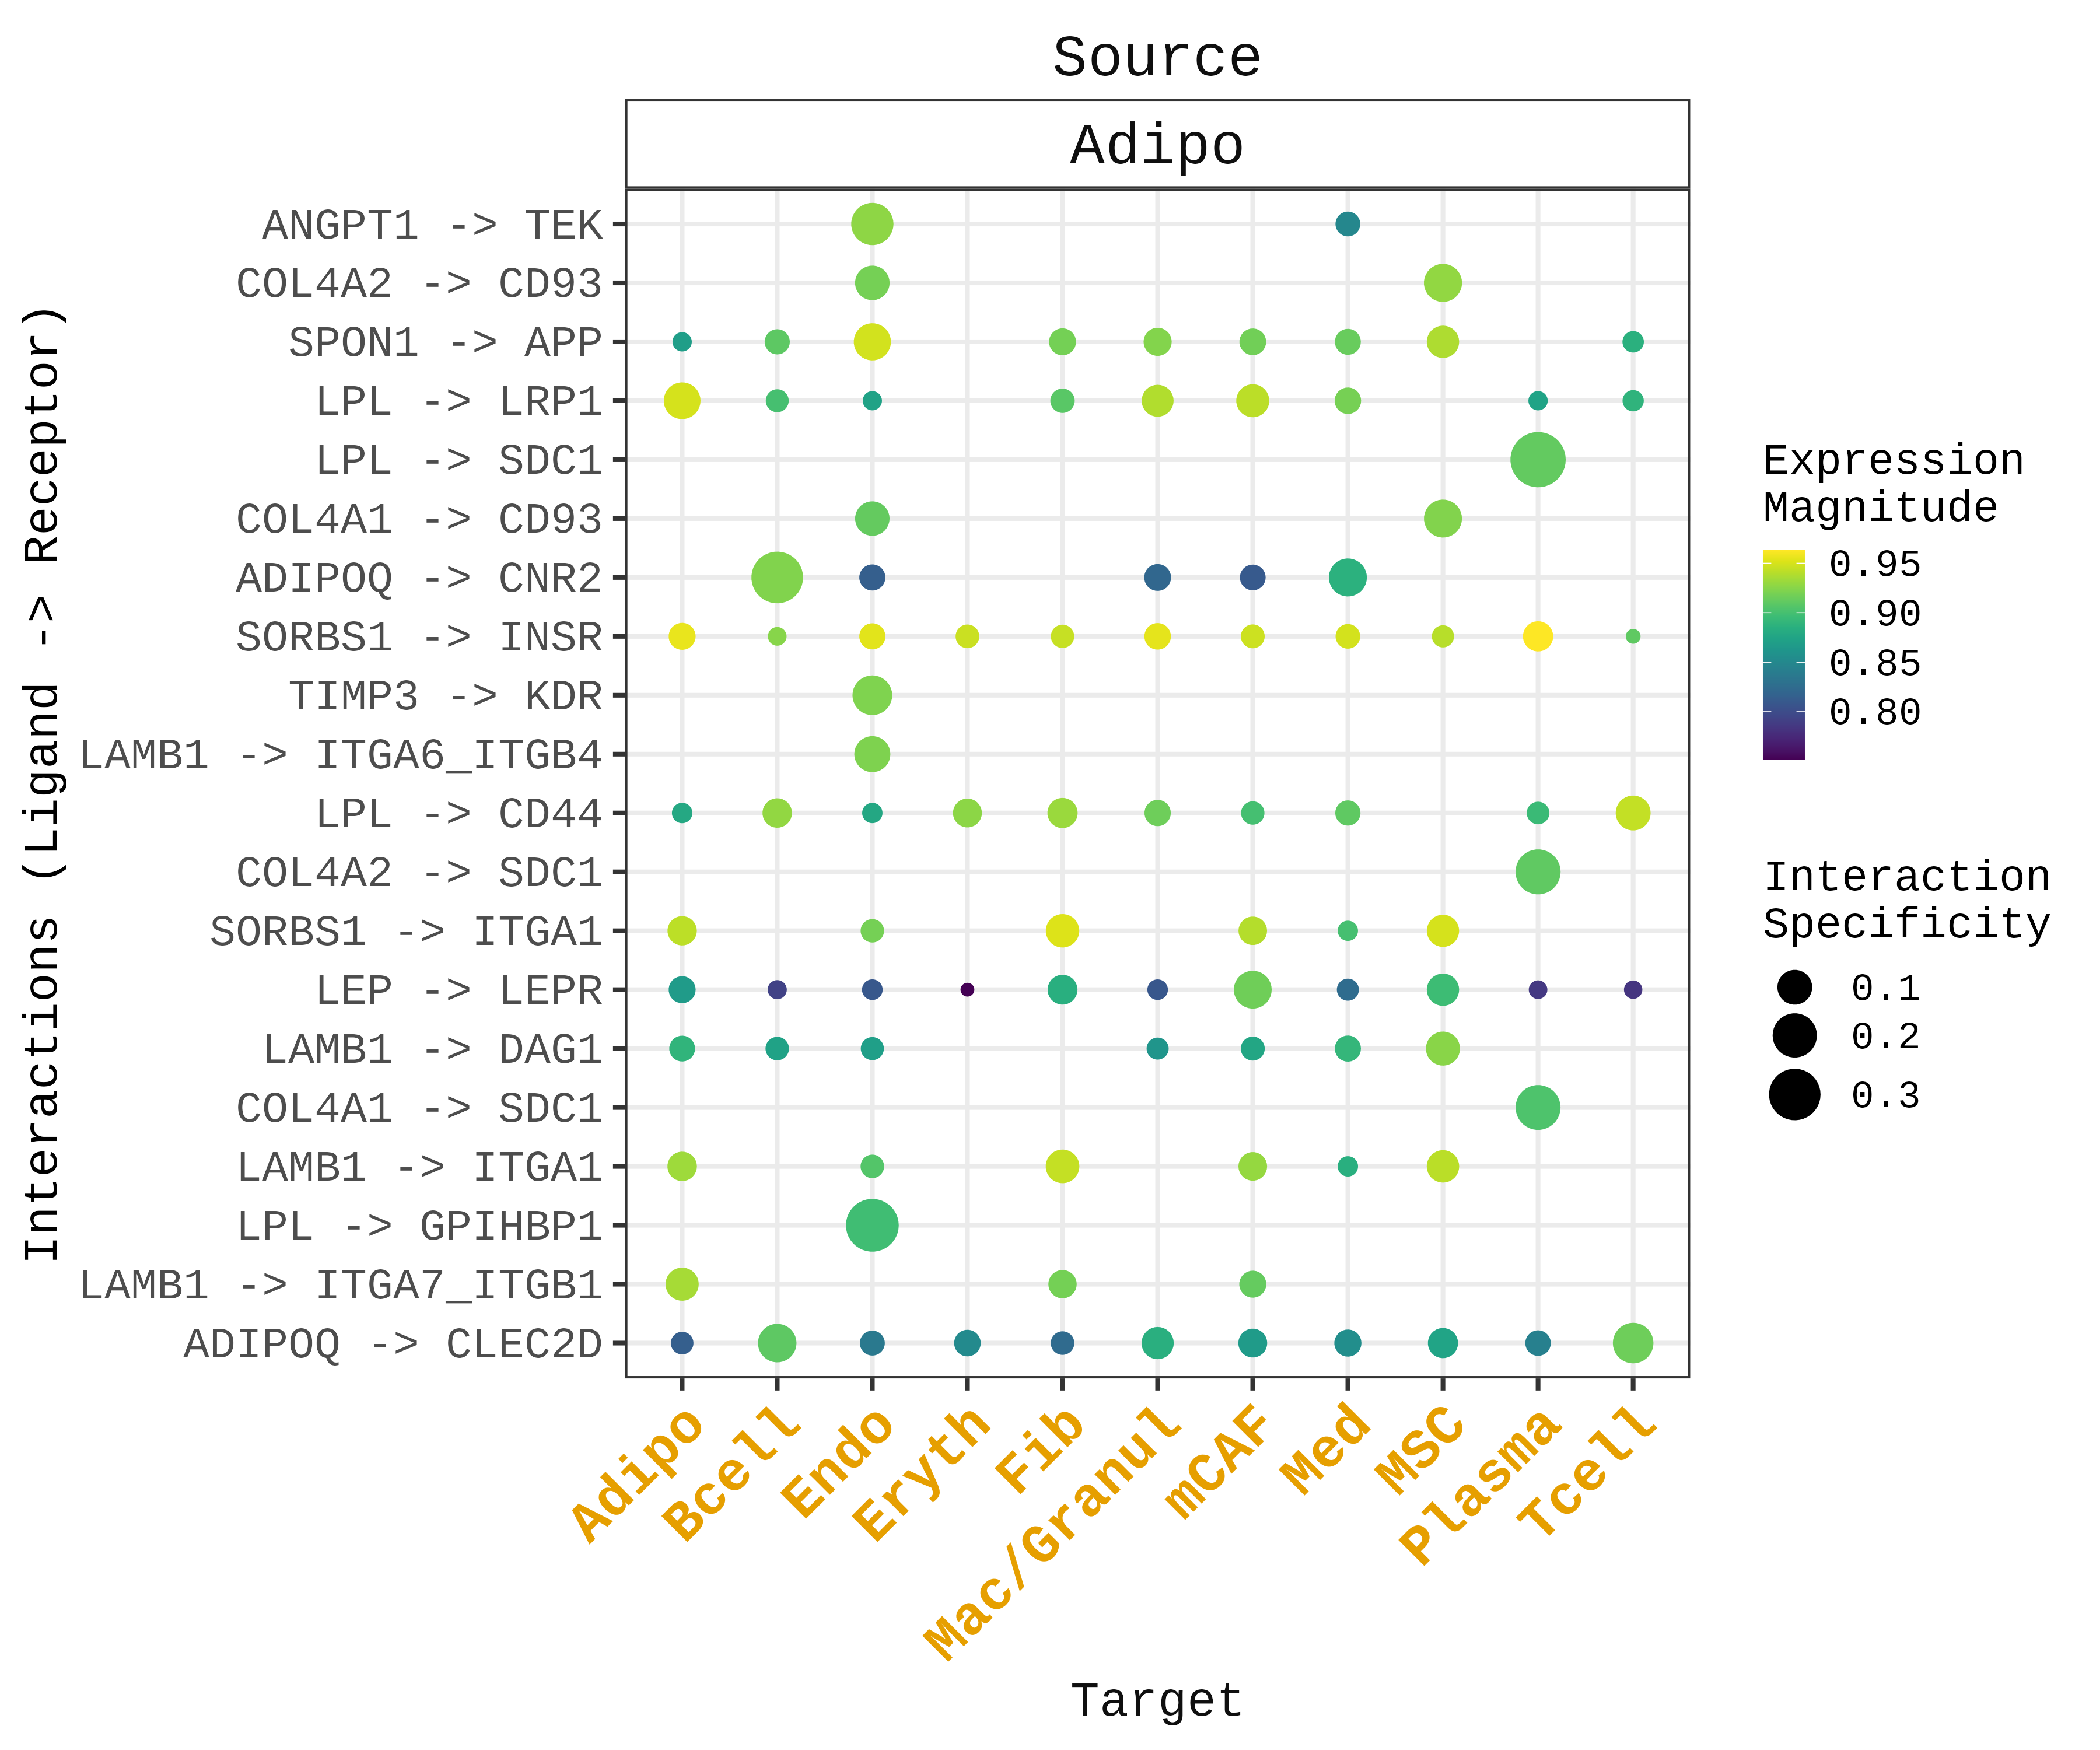 Source
Adipo
Interactions (Ligand -> Receptor)
ANGPT1 -> TEK
COL4A2 -> CD93
SPON1 -> APP
LPL -> LRP1
LPL -> SDC1
COL4A1 -> CD93
ADIPOQ -> CNR2
SORBS1 -> INSR
TIMP3 -> KDR
LAMB1 -> ITGA6_ITGB4
LPL -> CD44
COL4A2 -> SDC1
SORBS1 -> ITGA1
LEP -> LEPR
LAMB1 -> DAG1
COL4A1 -> SDC1
LAMB1 -> ITGA1
LPL -> GPIHBP1
LAMB1 -> ITGA7_ITGB1
ADIPOQ -> CLEC2D
Adipo
Bcell
Endo
Eryth
Fib
Mac/Granul
mCAF
Med
MSC
Plasma
Tcell
Target
Expression
Magnitude
0.95
0.90
0.85
0.80
Interaction
Specificity
0.1
0.2
0.3